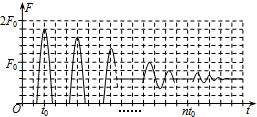 F
2F₀
F₀
O t₀ …… nt₀ t